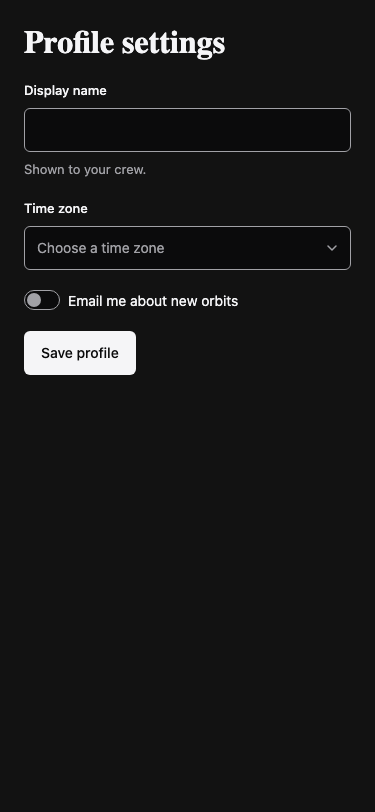 Profile settings
Display name
Shown to your crew.
Time zone
Choose a time zone
Email me about new orbits
Save profile